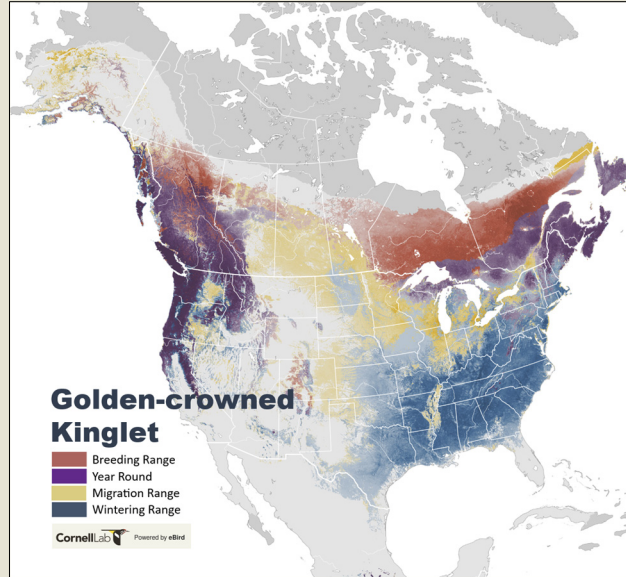 Golden-crowned
Kinglet
Breeding Range
Year Round
Migration Range
Wintering Range
CornellLab Powered by eBird